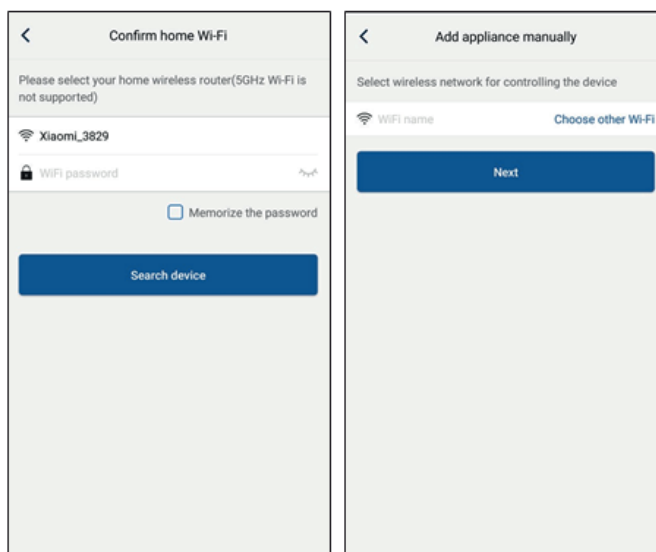 Confirm home Wi-Fi
Please select your home wireless router(5GHz Wi-Fi is
not supported)
Xiaomi_3829
WiFi password
Memorize the password
Search device
Add appliance manually
Select wireless network for controlling the device
WiFi name
Choose other Wi-Fi
Next